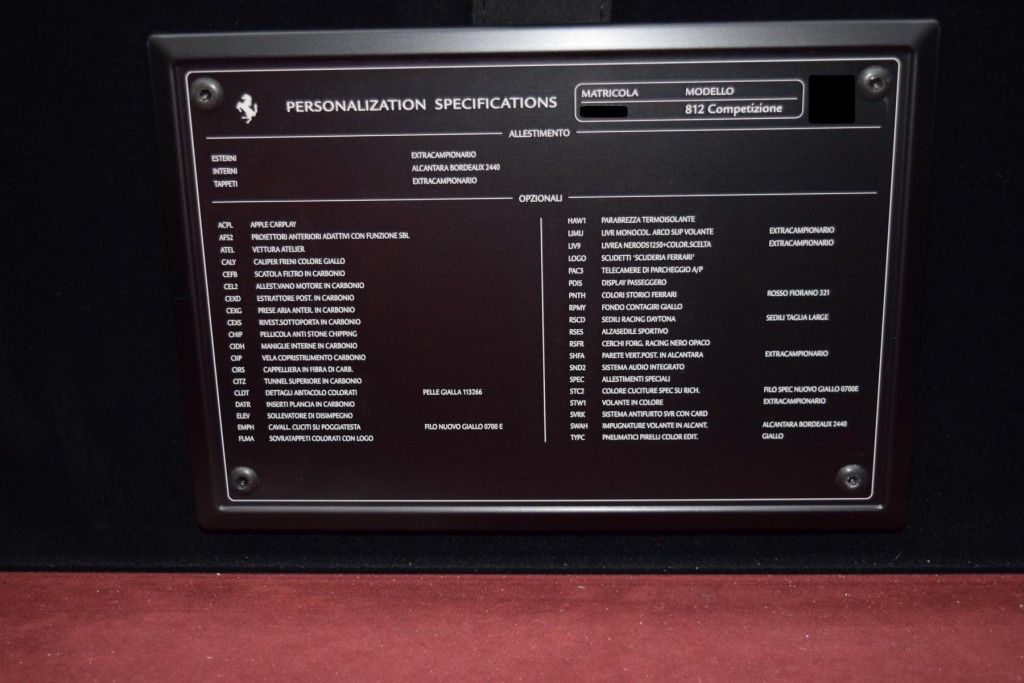 PERSONALIZATION SPECIFICATIONS
MATRICOLA MODELLO
812 Competizione
ALLESTIMENTO
ESTERNI EXTRACAMPIONARIO
INTERNI ALCANTARA BORDEAUX 2440
TAPPETI EXTRACAMPIONARIO
OPZIONALI
ACPL APPLE CARPLAY
AFS2 PROIETTORI ANTERIORI ADATTIVI CON FUNZIONE SBL
ATEL VETTURA ATELIER
CALY CALIPER FRENI COLORE GIALLO
CEFB SCATOLA FILTRO IN CARBONIO
CEL2 ALLEST.VANO MOTORE IN CARBONIO
CEXD ESTRATTORE POST. IN CARBONIO
CEXG PRESE ARIA ANTER. IN CARBONIO
CEXS RIVEST.SOTTOPORTA IN CARBONIO
CHIP PELLICOLA ANTI STONE CHIPPING
CIDH MANIGLIE INTERNE IN CARBONIO
CIIP VELA COPRISTRUMENTO CARBONIO
CIRS CAPPELLIERA IN FIBRA DI CARB.
CITZ TUNNEL SUPERIORE IN CARBONIO
CLDT DETTAGLI ABITACOLO COLORATI PELLE GIALLA 113266
DATR INSERTI PLANCIA IN CARBONIO
ELEV SOLLEVATOR DI DISIMPEGNO
EMPH CAVALL. CUCITI SU POGGIATESTA FILO NUOVO GIALLO 0700 E
FLMA SOVRATAPPETI COLORATI CON LOGO
HAW1 PARABREZZA TERMOISOLANTE
LIMU LIVR MONOCOL. ARCO SUP VOLANTE EXTRACAMPIONARIO
LIV9 LIVREA NERODS1250+COLOR.SCELTA EXTRACAMPIONARIO
LOGO SCUDETTI 'SCUDERIA FERRARI'
PAC3 TELECAMERE DI PARCHEGGIO A/P
PDIS DISPLAY PASSEGGERO
PNTH COLORI STORICI FERRARI ROSSO FIORANO 321
RPMY FONDO CONTAGIRI GIALLO
RSCD SEDILI RACING DAYTONA SEDILI TAGLIA LARGE
RSES ALZASEDILE SPORTIVO
RSFR CERCHI FORG. RACING NERO OPACO
SHFA PARETE VERT.POST. IN ALCANTARA EXTRACAMPIONARIO
SND2 SISTEMA AUDIO INTEGRATO
SPEC ALLESTIMENTI SPECIALI
STC2 COLORE CUCITURE SPEC SU RICH. FILO SPEC NUOVO GIALLO 0700E
STW1 VOLANTE IN COLORE EXTRACAMPIONARIO
SVRK SISTEMA ANTIFURTO SVR CON CARD
SWAH IMPUGNATURE VOLANTE IN ALCANT. ALCANTARA BORDEAUX 2440
TYPC PNEUMATICI PIRELLI COLOR EDIT. GIALLO